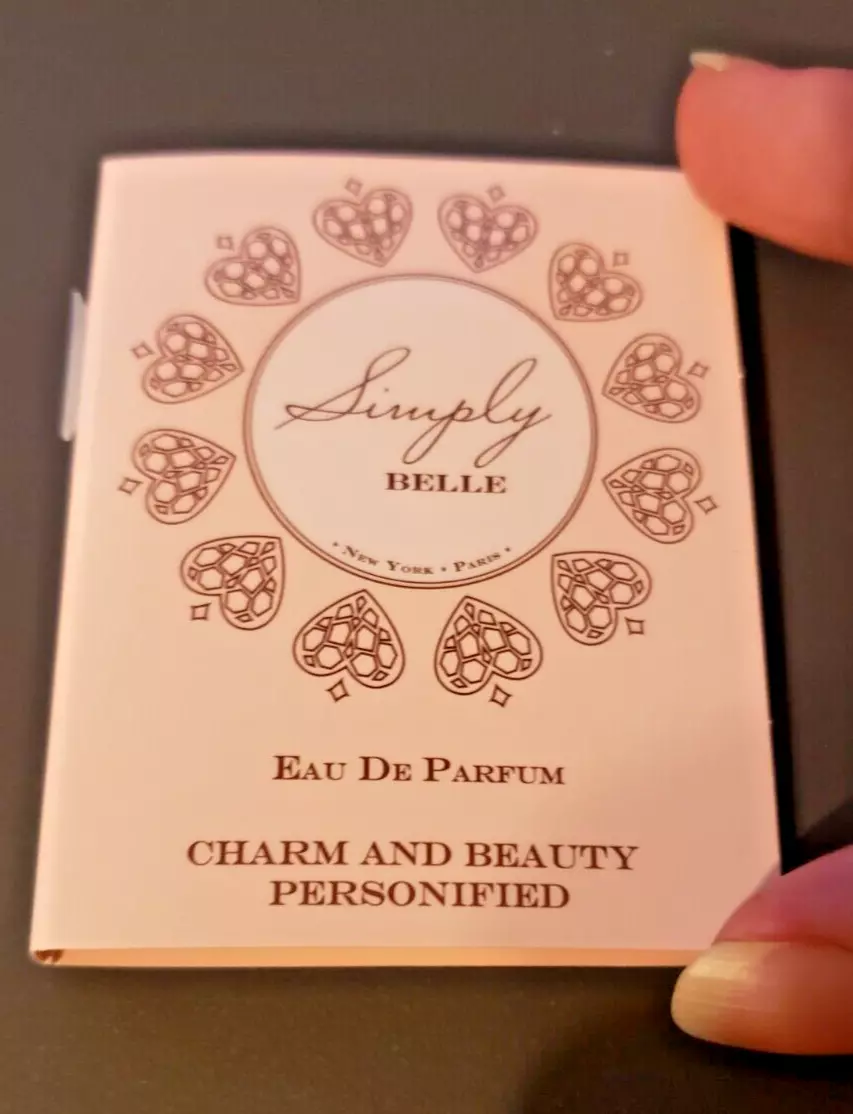 Simply
BELLE
• New York • Paris •
Eau De Parfum
CHARM AND BEAUTY
PERSONIFIED